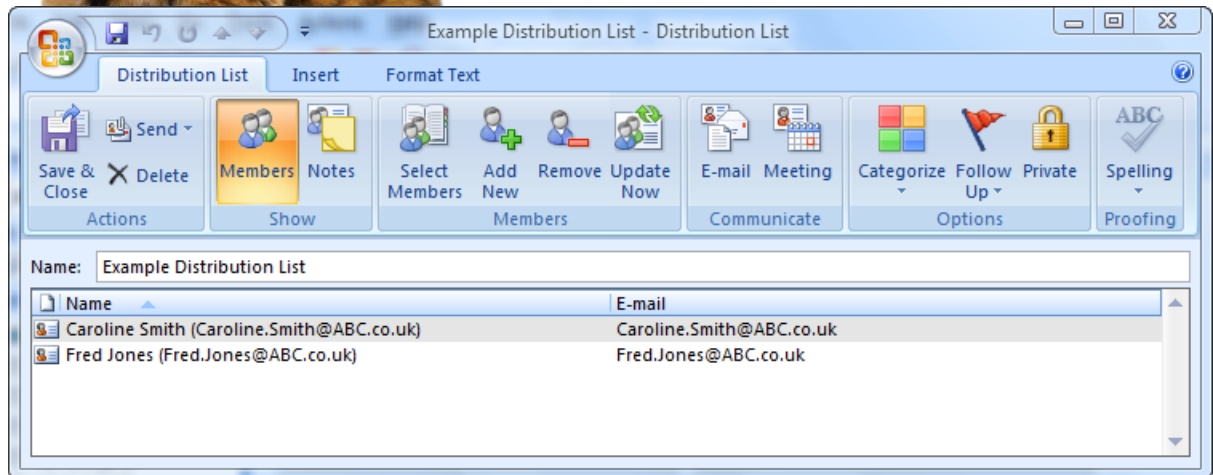 Example Distribution List - Distribution List
Distribution List Insert Format Text
Save & Close Send Delete Members Notes Select Members Add New Remove Update Now E-mail Meeting Categorize Follow Up Private ABC Spelling
Actions Show Members Communicate Options Proofing
Name: Example Distribution List
Name E-mail
Caroline Smith (Caroline.Smith@ABC.co.uk) Caroline.Smith@ABC.co.uk
Fred Jones (Fred.Jones@ABC.co.uk) Fred.Jones@ABC.co.uk